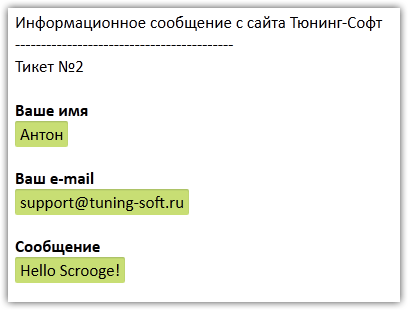 Информационное сообщение с сайта Тюнинг-Софт
------------------------------------------
Тикет №2
Ваше имя
Антон
Ваш e-mail
support@tuning-soft.ru
Сообщение
Hello Scrooge!